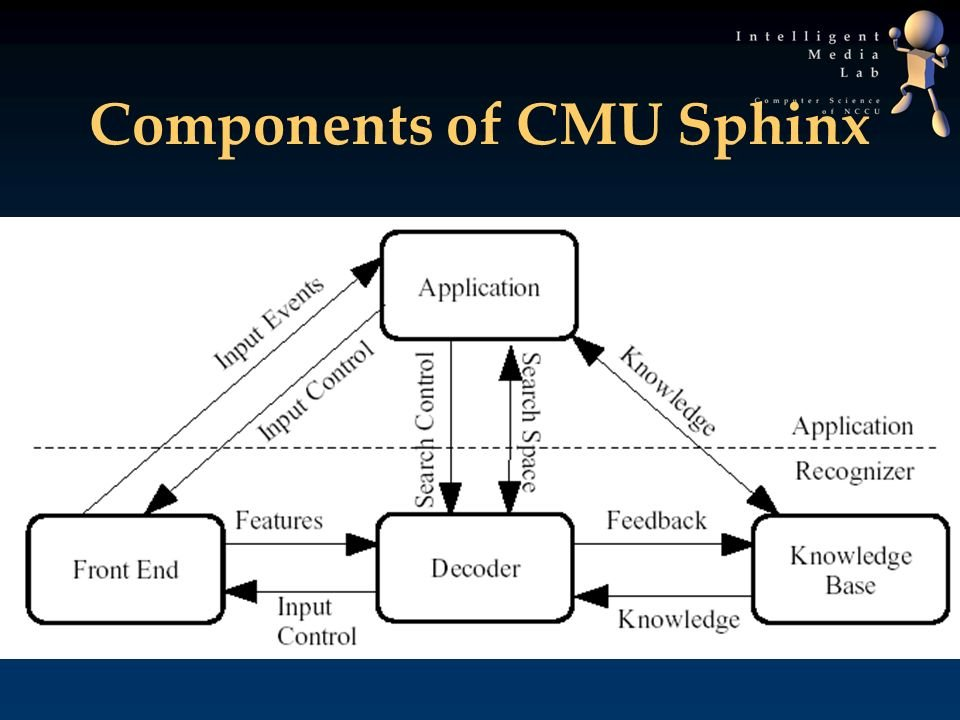 Intelligent
Media
Lab
Computer Science
of NCCU
Components of CMU Sphinx
Application
Input Events
Input Control
Search Control
Search Space
Knowledge
Application
Recognizer
Features
Feedback
Front End
Decoder
Knowledge
Base
Input
Control
Knowledge